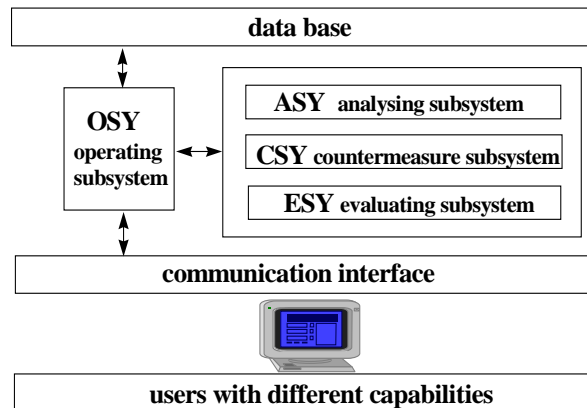 data base
OSY
operating
subsystem
ASY analysing subsystem
CSY countermeasure subsystem
ESY evaluating subsystem
communication interface
users with different capabilities